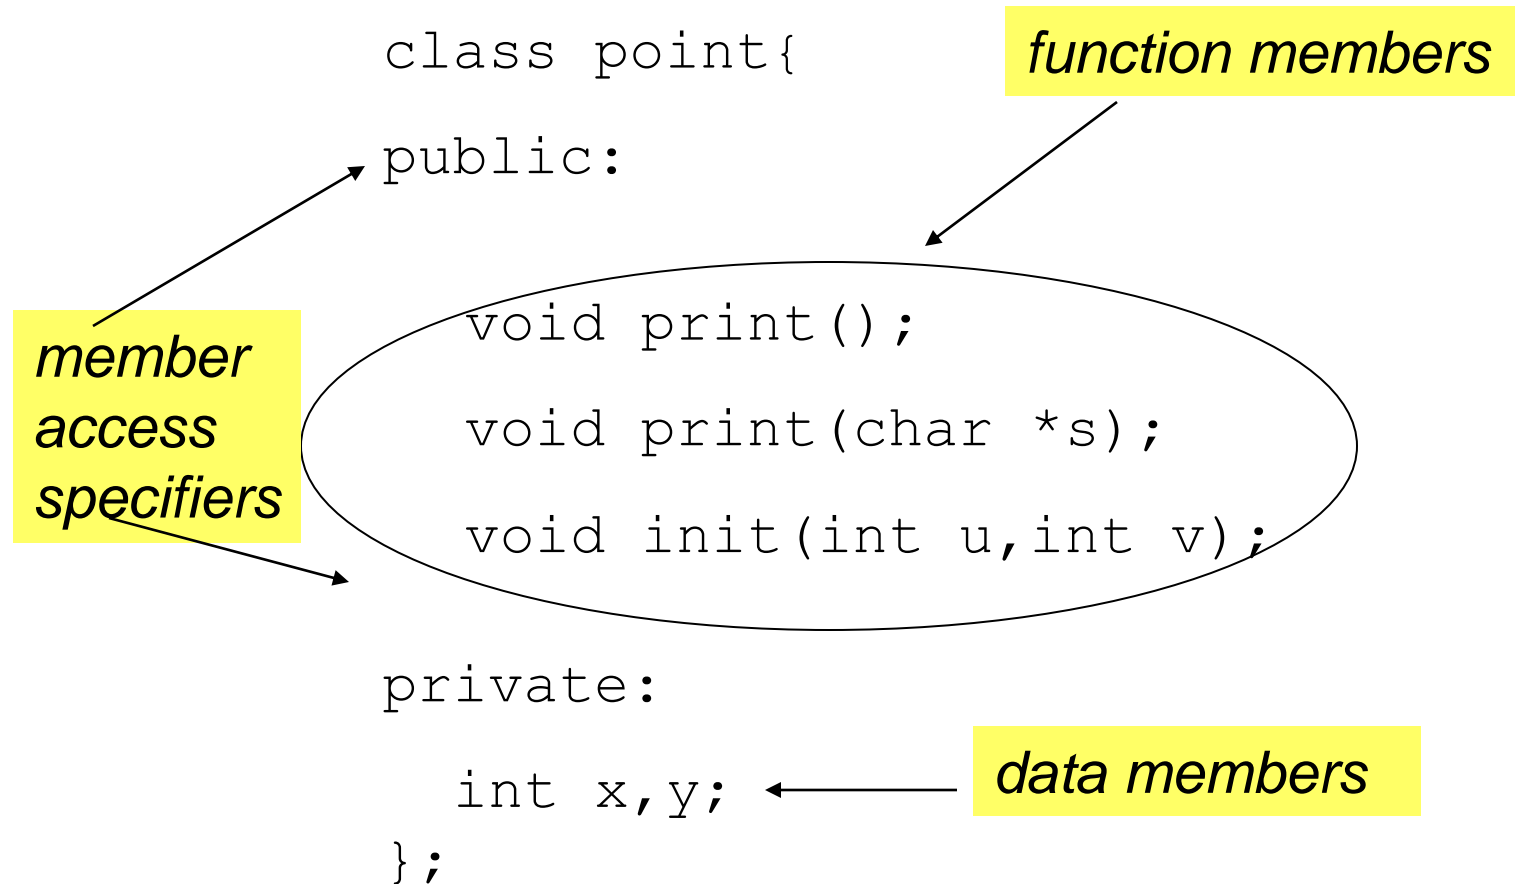 class point{
function members
public:
void print();
member
access
specifiers
void print(char *s);
void init(int u,int v);
private:
int x,y;
data members
};